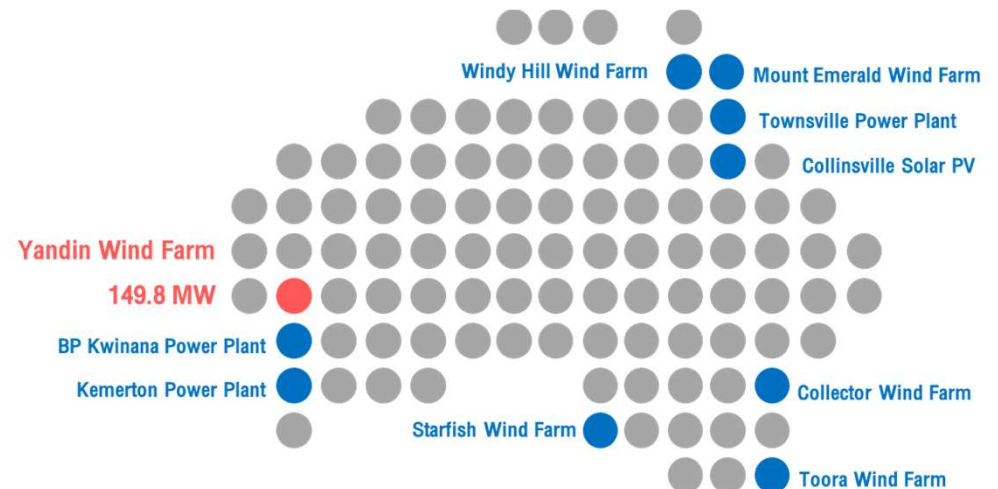 Windy Hill Wind Farm
Mount Emerald Wind Farm
Townsville Power Plant
Collinsville Solar PV
Yandin Wind Farm
149.8 MW
BP Kwinana Power Plant
Kemerton Power Plant
Collector Wind Farm
Starfish Wind Farm
Toora Wind Farm